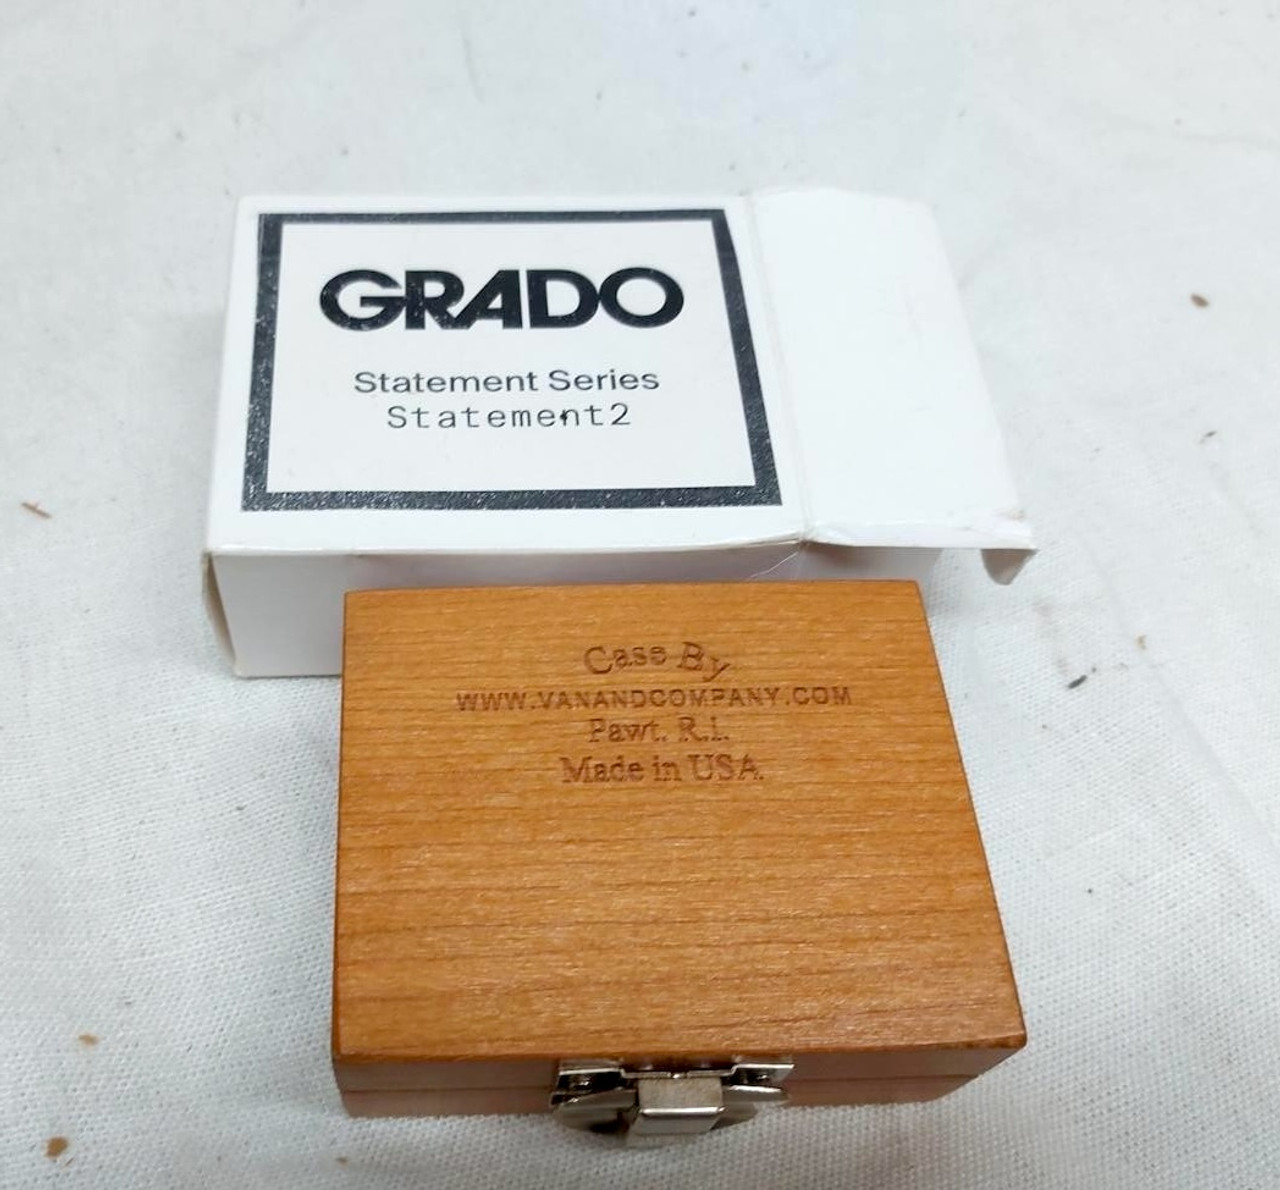 GRADO
Statement Series
Statement2
Case By
WWW.VANANDCOMPANY.COM
Pawt. R.I.
Made in USA